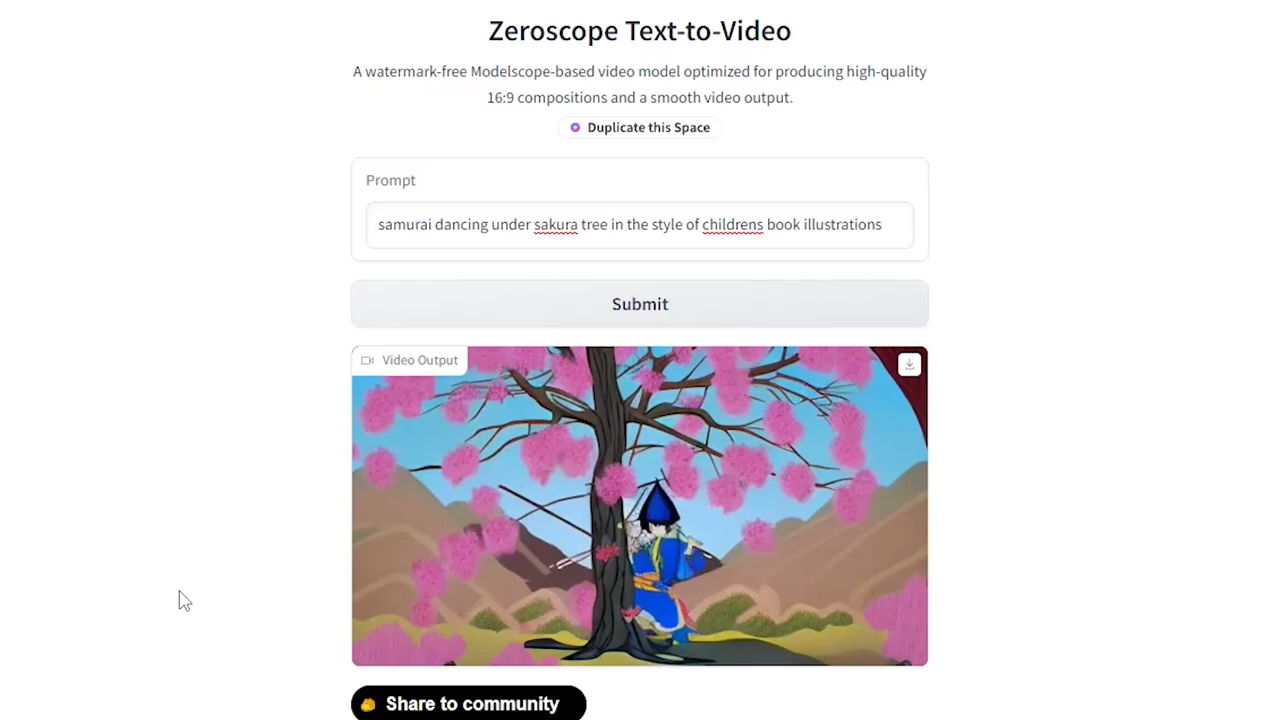 Zeroscope Text-to-Video
A watermark-free Modelscope-based video model optimized for producing high-quality
16:9 compositions and a smooth video output.
Duplicate this Space
Prompt
samurai dancing under sakura tree in the style of childrens book illustrations
Submit
Video Output
Share to community